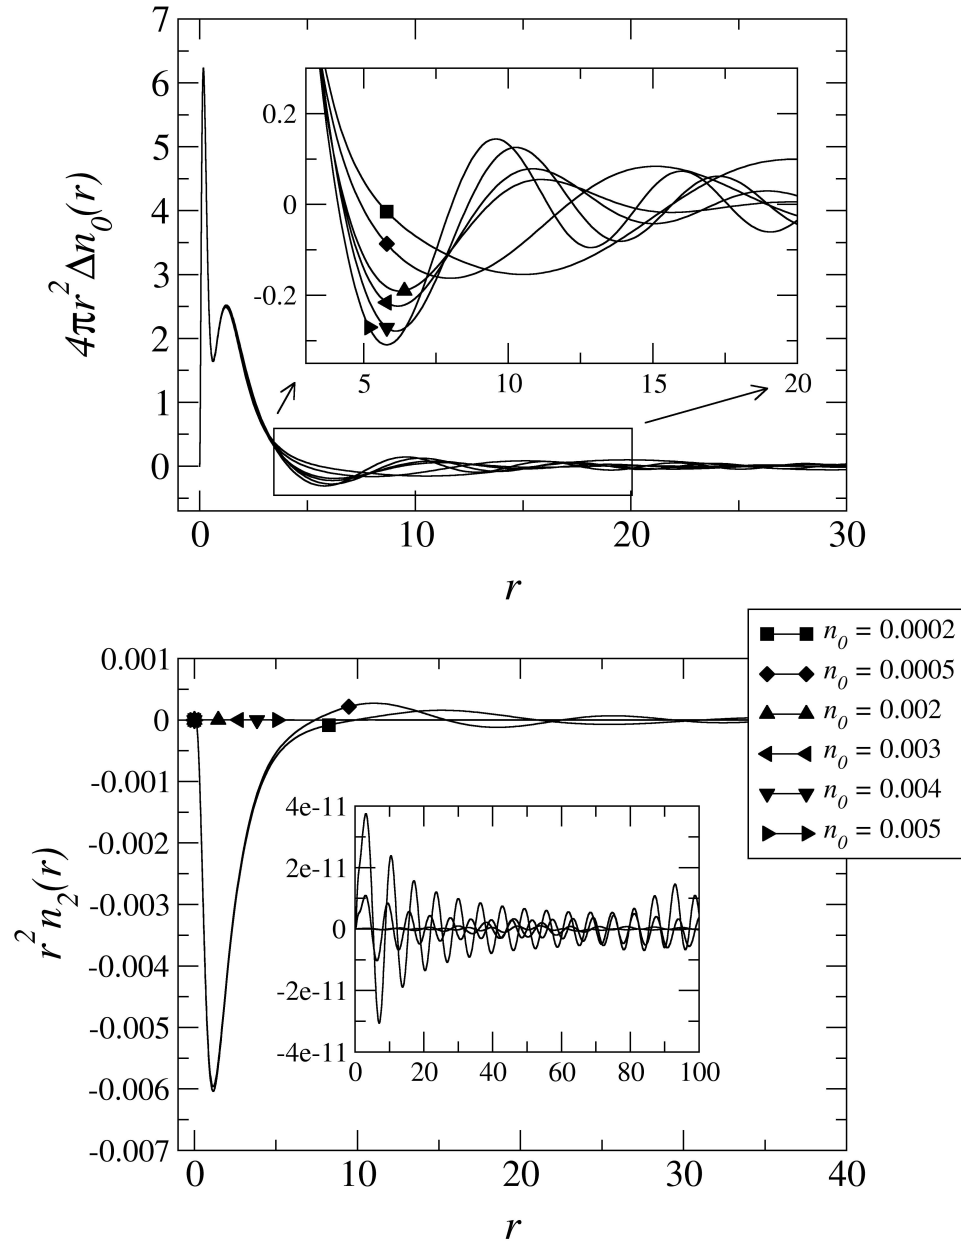 7
6
5
4
3
2
1
0
4πr² Δn₀(r)
0.2
0
-0.2
5 10 15 20
0 10 20 30
r
n₀ = 0.0002
n₀ = 0.0005
n₀ = 0.002
n₀ = 0.003
n₀ = 0.004
n₀ = 0.005
0.001
0
-0.001
-0.002
-0.003
-0.004
-0.005
-0.006
-0.007
r² n₂(r)
4e-11
2e-11
0
-2e-11
-4e-11
0 20 40 60 80 100
0 10 20 30 40
r